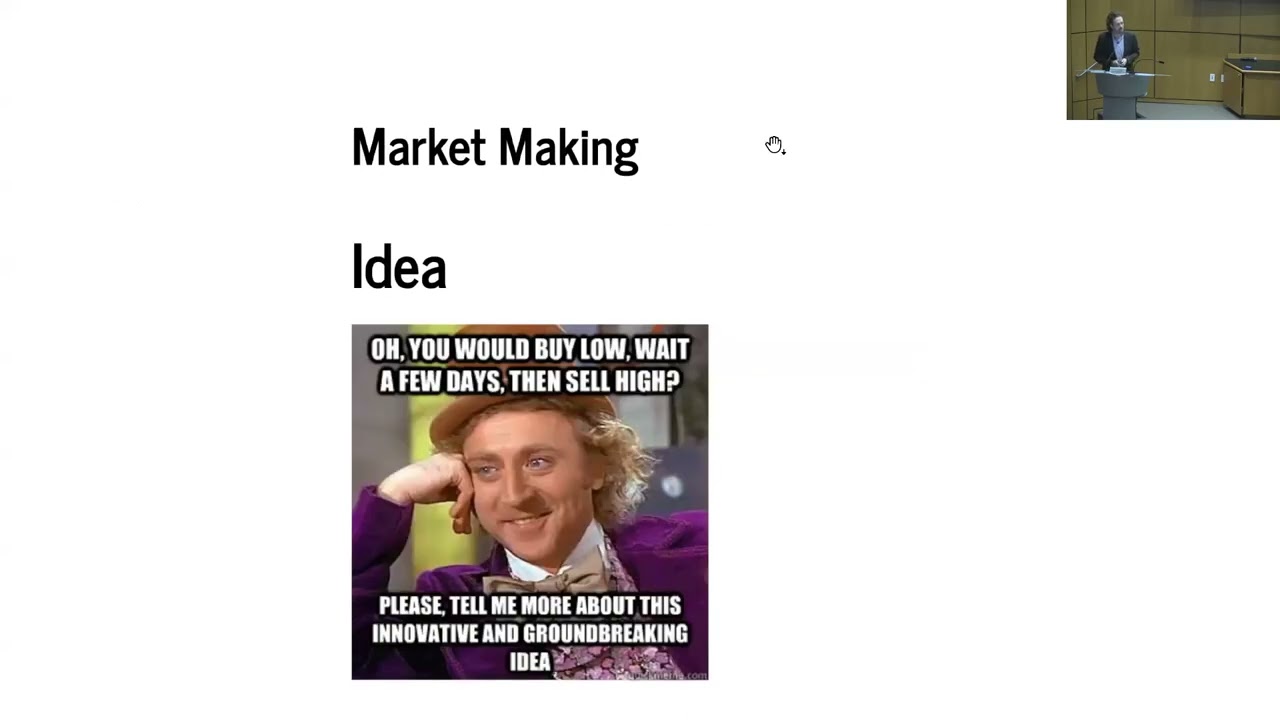 Market Making
Idea
OH, YOU WOULD BUY LOW, WAIT
A FEW DAYS, THEN SELL HIGH?
PLEASE, TELL ME MORE ABOUT THIS
INNOVATIVE AND GROUNDBREAKING
IDEA